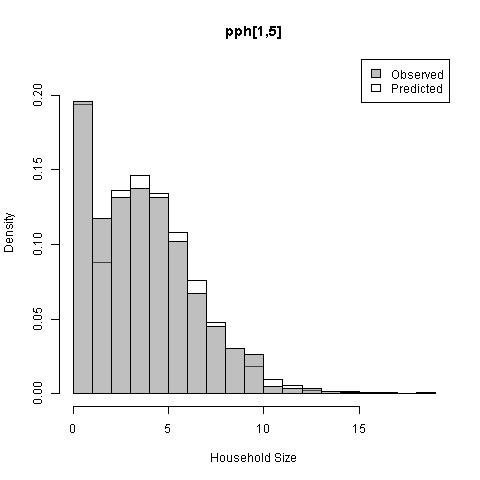 pph[1,5]
Observed
Predicted
Density
0.20
0.15
0.10
0.05
0.00
0 5 10 15
Household Size